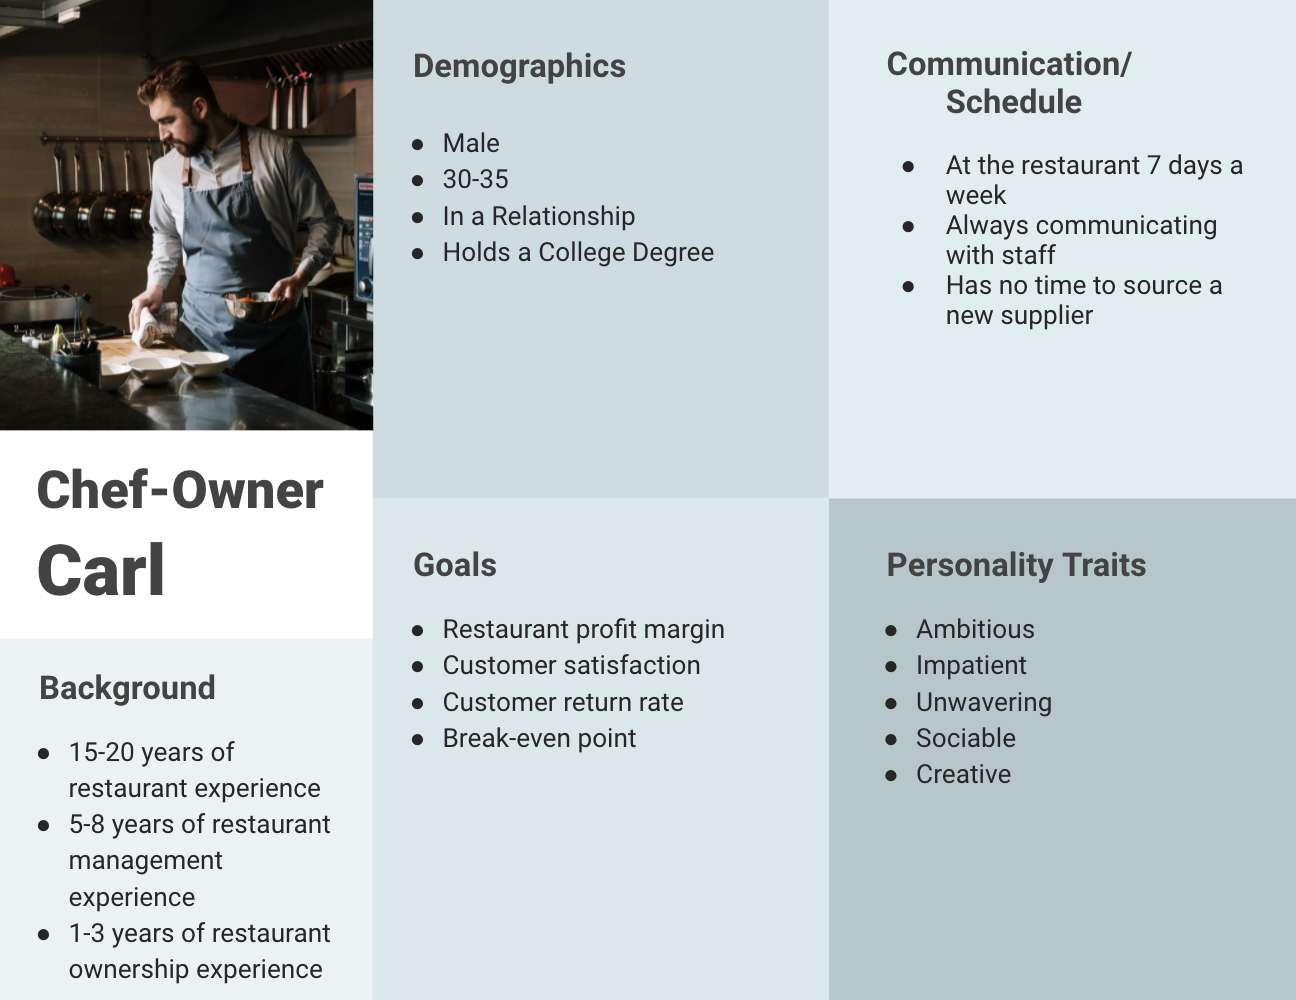 Chef-Owner
Carl
Background
● 15-20 years of
restaurant experience
● 5-8 years of restaurant
management
experience
● 1-3 years of restaurant
ownership experience
Demographics
● Male
● 30-35
● In a Relationship
● Holds a College Degree
Communication/
Schedule
● At the restaurant 7 days a
week
● Always communicating
with staff
● Has no time to source a
new supplier
Goals
● Restaurant profit margin
● Customer satisfaction
● Customer return rate
● Break-even point
Personality Traits
● Ambitious
● Impatient
● Unwavering
● Sociable
● Creative